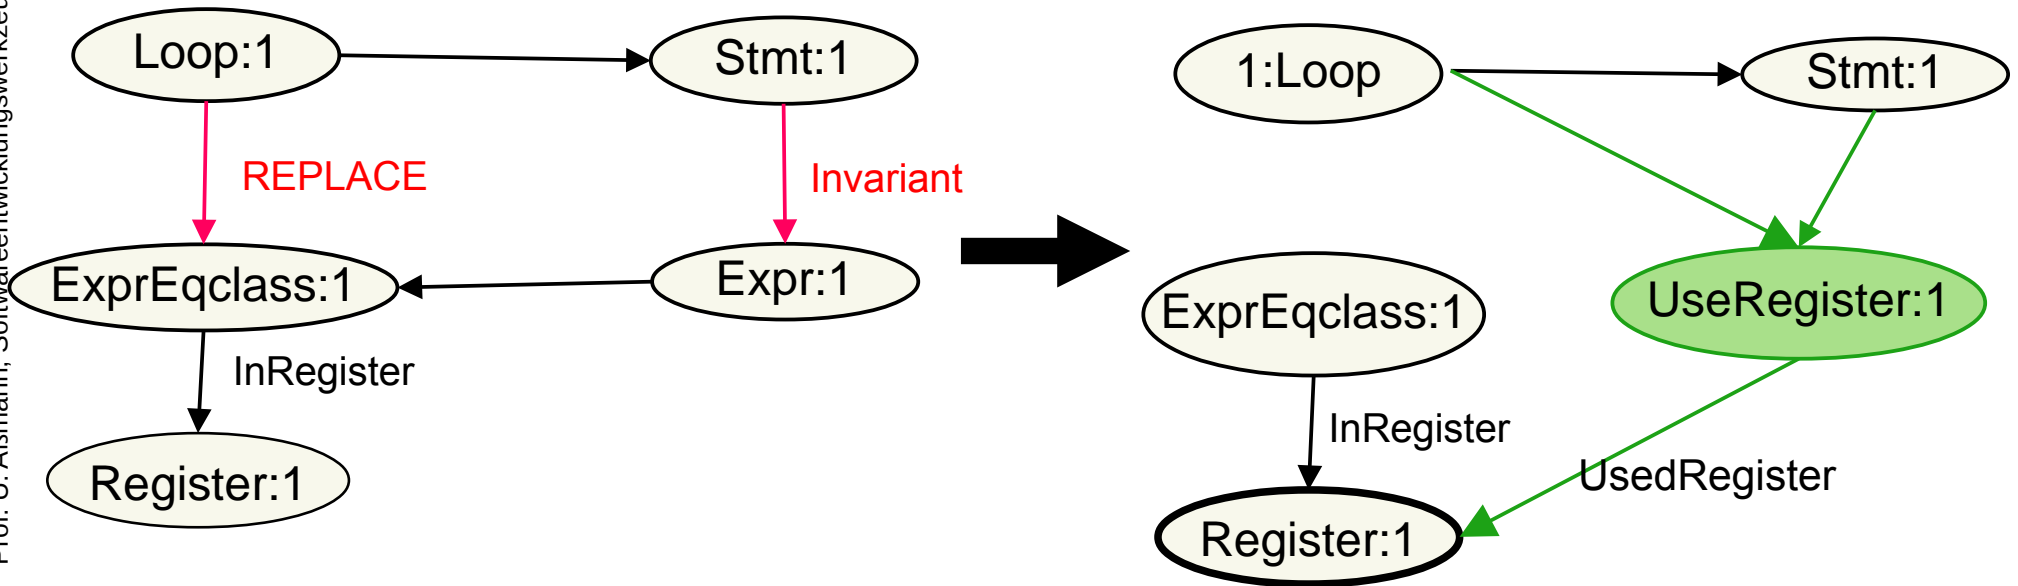 Loop:1
Stmt:1
REPLACE
Invariant
ExprEqclass:1
Expr:1
InRegister
Register:1
1:Loop
Stmt:1
UseRegister:1
ExprEqclass:1
InRegister
UsedRegister
Register:1